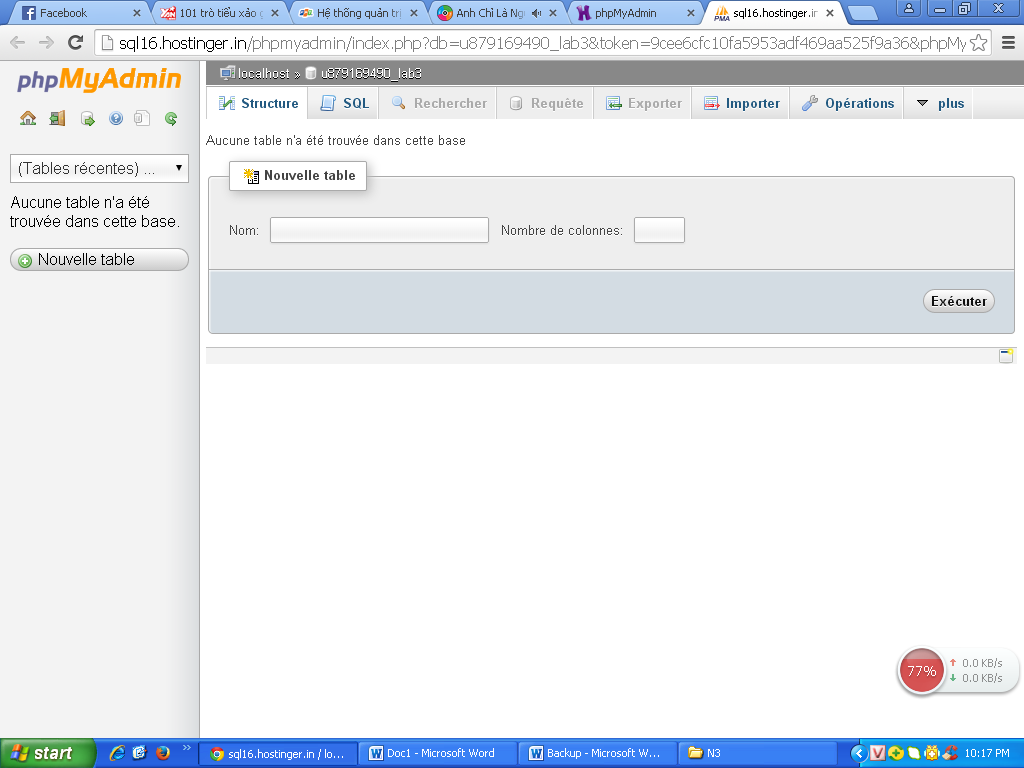 Facebook
101 trò tiểu xảo
Hệ thống quản trị
Anh Chỉ Là Ng
phpMyAdmin
sql16.hostinger.in
sql16.hostinger.in/phpmyadmin/index.php?db=u879169490_lab3&token=9cee6cfc10fa5953adf469aa525f9a36&phpMy
phpMyAdmin
(Tables récentes) ...
Aucune table n'a été
trouvée dans cette base.
Nouvelle table
localhost » u879169490_lab3
Structure
SQL
Rechercher
Requête
Exporter
Importer
Opérations
plus
Aucune table n'a été trouvée dans cette base
Nouvelle table
Nom:
Nombre de colonnes:
Exécuter
77%
0.0 KB/s
0.0 KB/s
start
sql16.hostinger.in / lo...
Doc1 - Microsoft Word
Backup - Microsoft W...
N3
10:17 PM